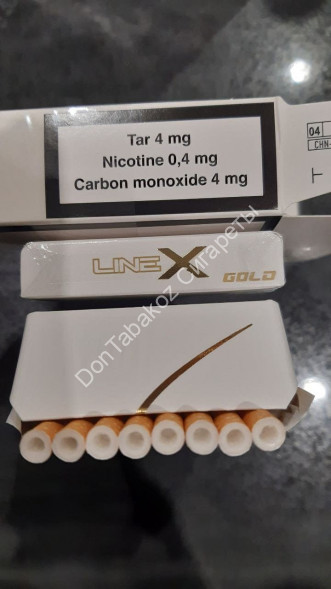 04
CHN-
Tar 4 mg
Nicotine 0,4 mg
Carbon monoxide 4 mg
LINE X
GOLD
DonTabakoz Сигареты